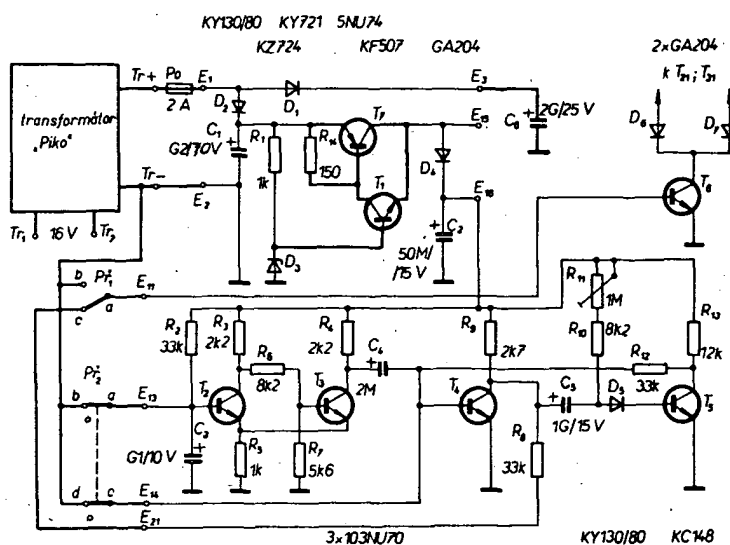 KY130/80 KY721 5NU74
KZ724 KF507 GA204
2xGA204
k T21; T31
Tr+
Po
2 A
E1
D2
D1
E3
C6
2G/25 V
transformátor
„Piko"
C1
G2/70V
R1
1k
R14
150
T7
T1
E15
D4
D6
D7
T6
Tr-
E2
E16
C2
50M/
/15 V
D3
Tr1
16 V
Tr2
b
Př1
a
c
E11
R11
1M
R10
8k2
R13
12k
R2
33k
R3
2k2
R4
2k2
C4
2M
R9
2k7
R12
33k
R6
8k2
Př2
b
a
E13
T2
T3
T4
C5
1G/15 V
D5
T5
C3
G1/10 V
R5
1k
R7
5k6
R8
33k
d
c
E14
E21
3x103NU70
KY130/80 KC148